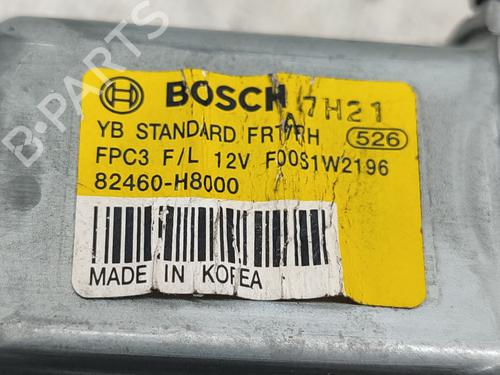 BOSCH 7H21
A
YB STANDARD FRT RH 526
FPC3 F/L 12V F00S1W2196
82460-H8000
MADE IN KOREA
B-PARTS